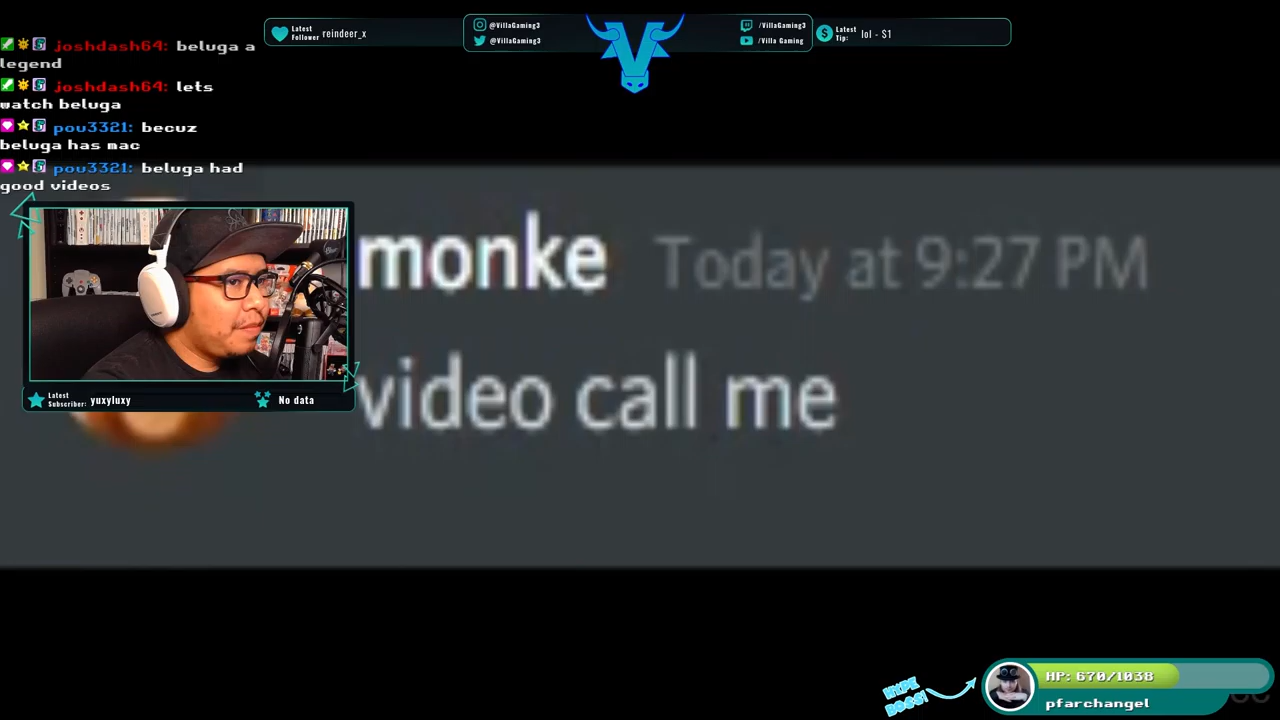 Latest Follower reindeer_x
@VillaGaming3
@VillaGaming3
/VillaGaming3
/Villa Gaming
Latest Tip: lol - $1
joshdash64: beluga a
legend
joshdash64: lets
watch beluga
pou3321: becuz
beluga has mac
pou3321: beluga had
good videos
monke Today at 9:27 PM
video call me
Latest Subscriber: yuxyluxy
No data
HYPE
BOSS!
HP: 670/1038
pfarchangel